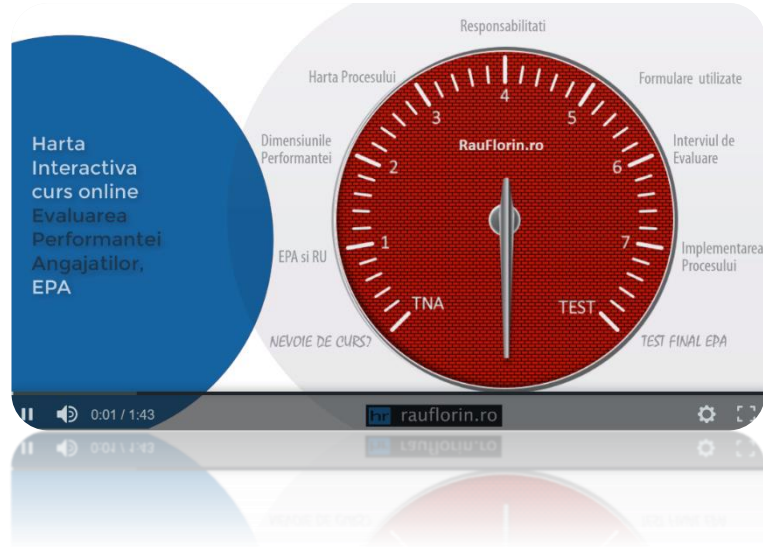 Harta
Interactiva
curs online
Evaluarea
Performantei
Angajatilor,
EPA
Responsabilitati
Harta Procesului
Formulare utilizate
Dimensiunile
Performantei
Interviul de
Evaluare
EPA si RU
Implementarea
Procesului
NEVOIE DE CURS?
TEST FINAL EPA
RauFlorin.ro
TNA
1
2
3
4
5
6
7
TEST
0:01 / 1:43
hr rauflorin.ro